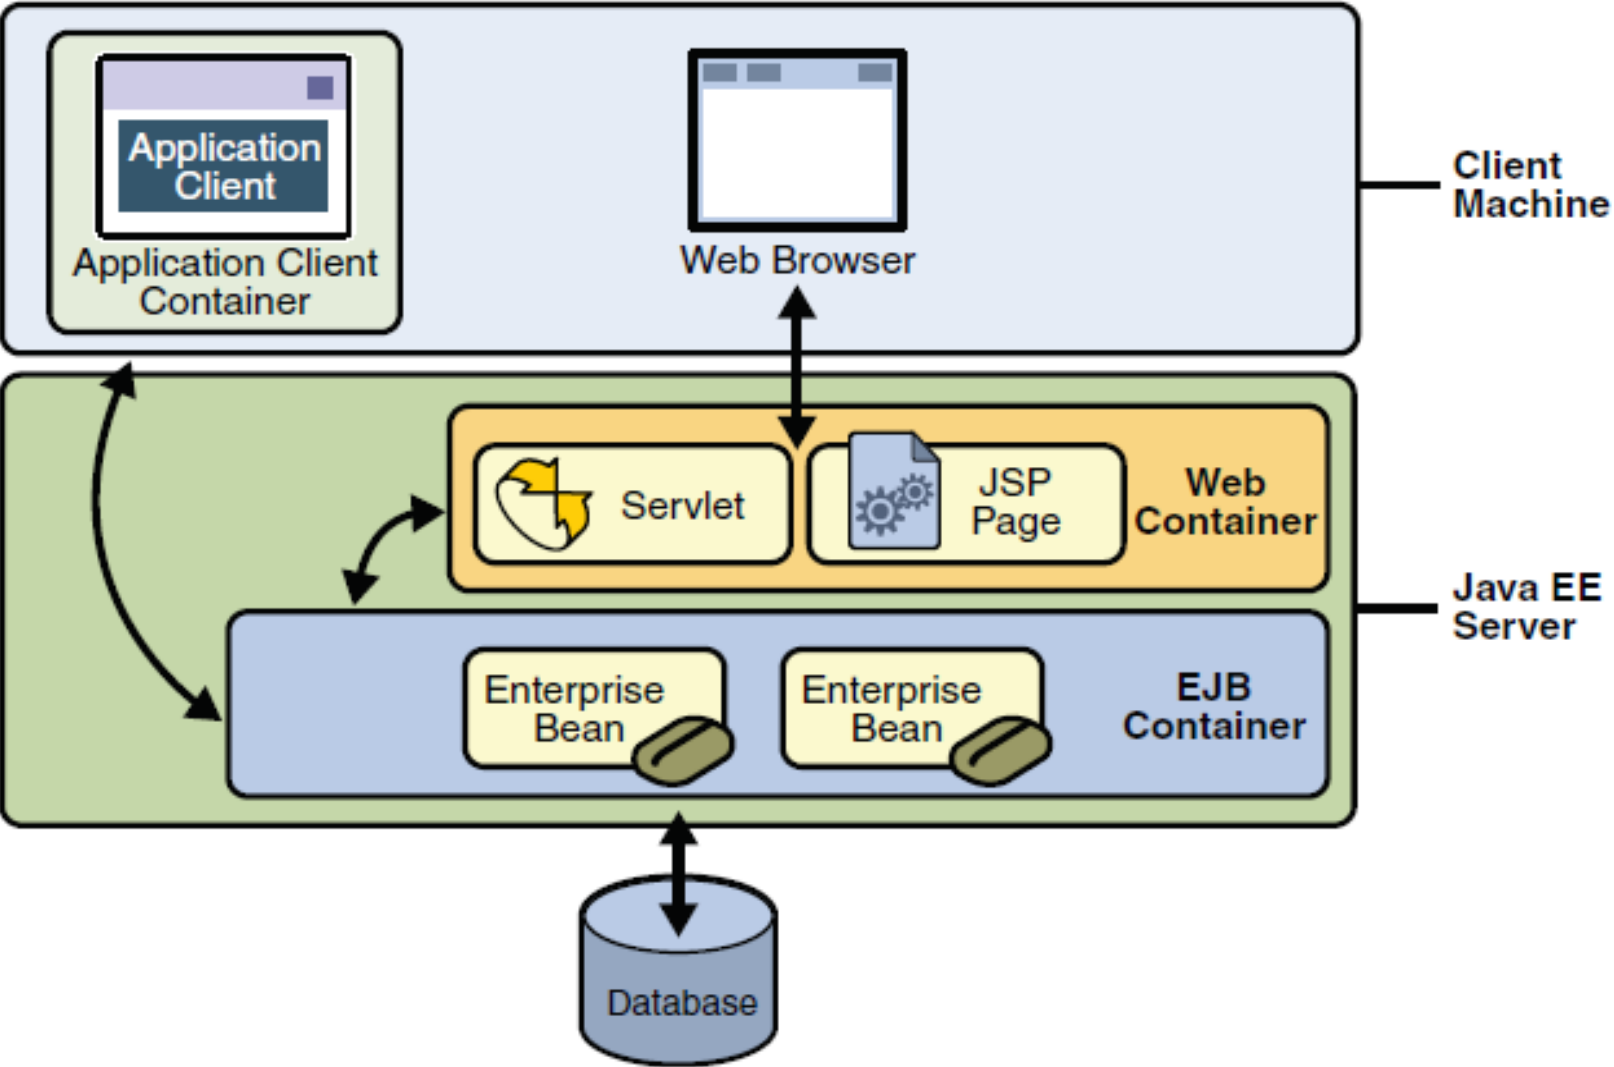 Application
Client
Application Client
Container
Web Browser
Client
Machine
Servlet
JSP
Page
Web
Container
Java EE
Server
Enterprise
Bean
Enterprise
Bean
EJB
Container
Database